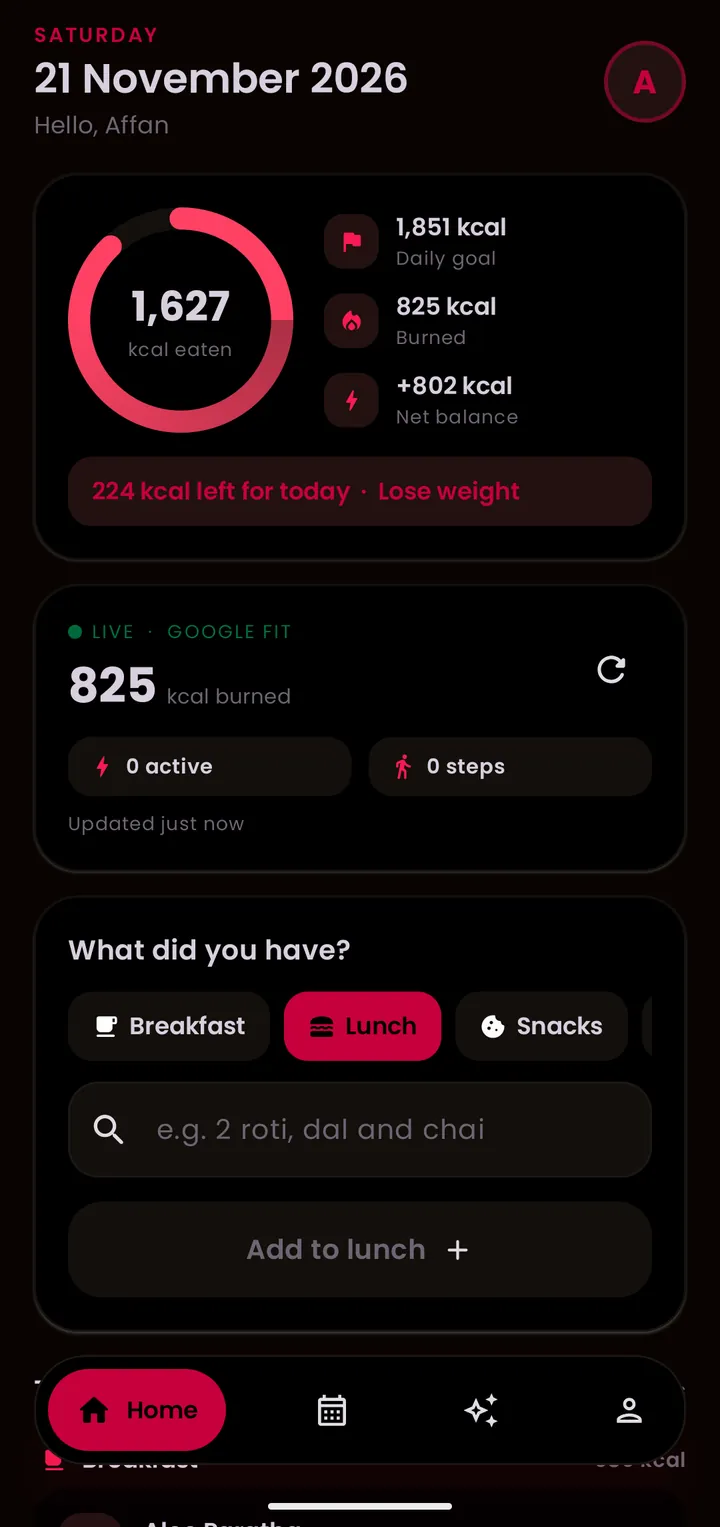 SATURDAY
21 November 2026
Hello, Affan
A
1,627
kcal eaten
1,851 kcal
Daily goal
825 kcal
Burned
+802 kcal
Net balance
224 kcal left for today · Lose weight
LIVE · GOOGLE FIT
825 kcal burned
0 active
0 steps
Updated just now
What did you have?
Breakfast
Lunch
Snacks
e.g. 2 roti, dal and chai
Add to lunch +
Home
Breakfast
kcal